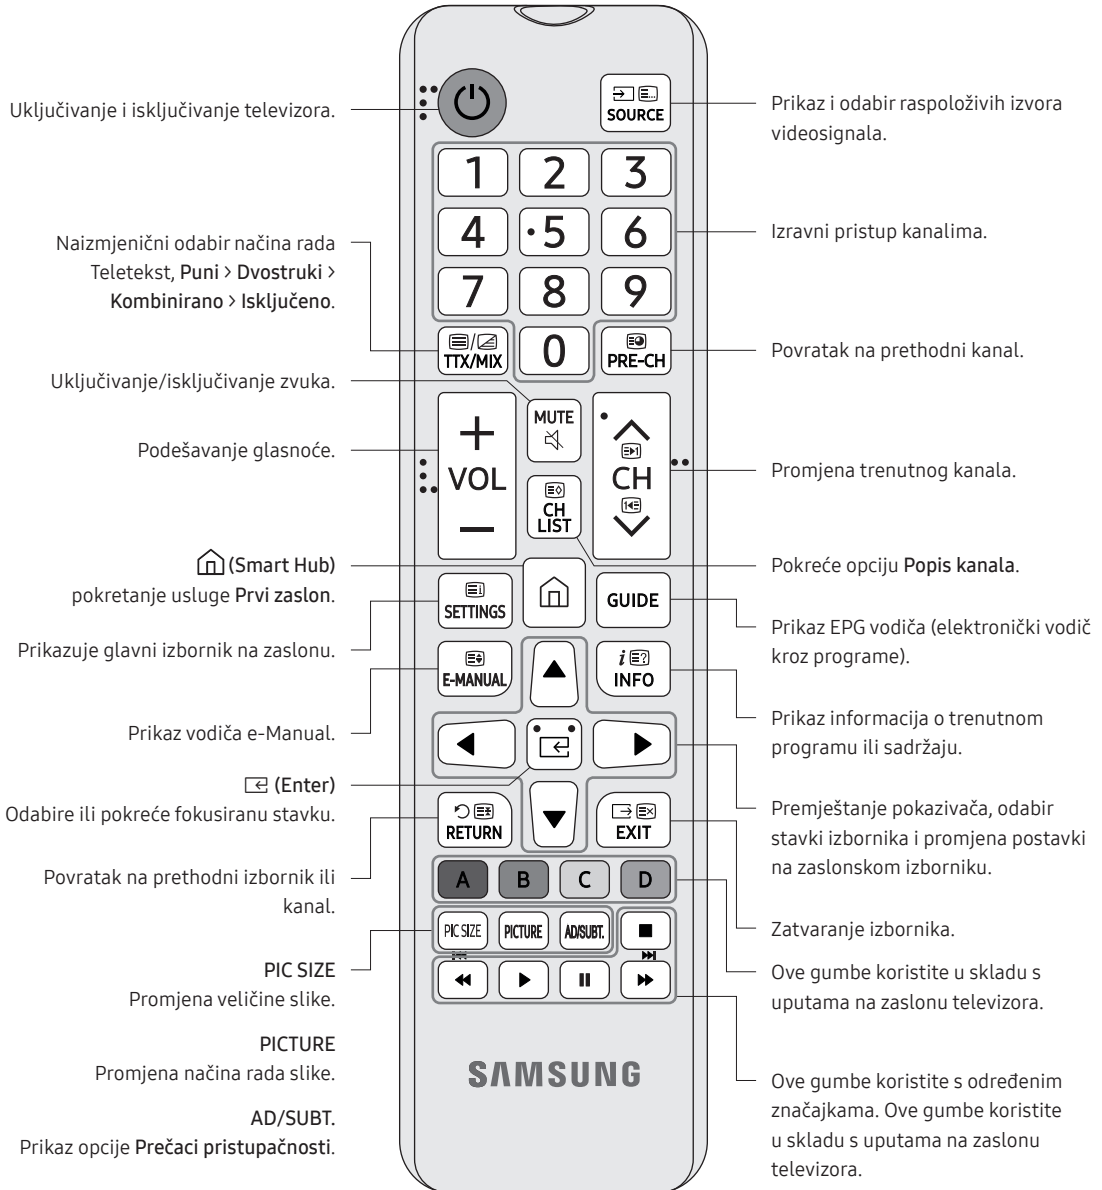 Uključivanje i isključivanje televizora.
Naizmjenični odabir načina rada
Teletekst, Puni > Dvostruki >
Kombinirano > Isključeno.
Uključivanje/isključivanje zvuka.
Podešavanje glasnoće.
(Smart Hub)
pokretanje usluge Prvi zaslon.
Prikazuje glavni izbornik na zaslonu.
Prikaz vodiča e-Manual.
(Enter)
Odabire ili pokreće fokusiranu stavku.
Povratak na prethodni izbornik ili
kanal.
PIC SIZE
Promjena veličine slike.
PICTURE
Promjena načina rada slike.
AD/SUBT.
Prikaz opcije Prečaci pristupačnosti.
SOURCE
1 2 3
4 5 6
7 8 9
TTX/MIX 0 PRE-CH
MUTE
VOL
CH
CH
LIST
SETTINGS
GUIDE
E-MANUAL
i
INFO
RETURN
EXIT
A B C D
PIC SIZE PICTURE AD/SUBT.
SAMSUNG
Prikaz i odabir raspoloživih izvora
videosignala.
Izravni pristup kanalima.
Povratak na prethodni kanal.
Promjena trenutnog kanala.
Pokreće opciju Popis kanala.
Prikaz EPG vodiča (elektronički vodič
kroz programe).
Prikaz informacija o trenutnom
programu ili sadržaju.
Premještanje pokazivača, odabir
stavki izbornika i promjena postavki
na zaslonskom izborniku.
Zatvaranje izbornika.
Ove gumbe koristite u skladu s
uputama na zaslonu televizora.
Ove gumbe koristite s određenim
značajkama. Ove gumbe koristite
u skladu s uputama na zaslonu
televizora.